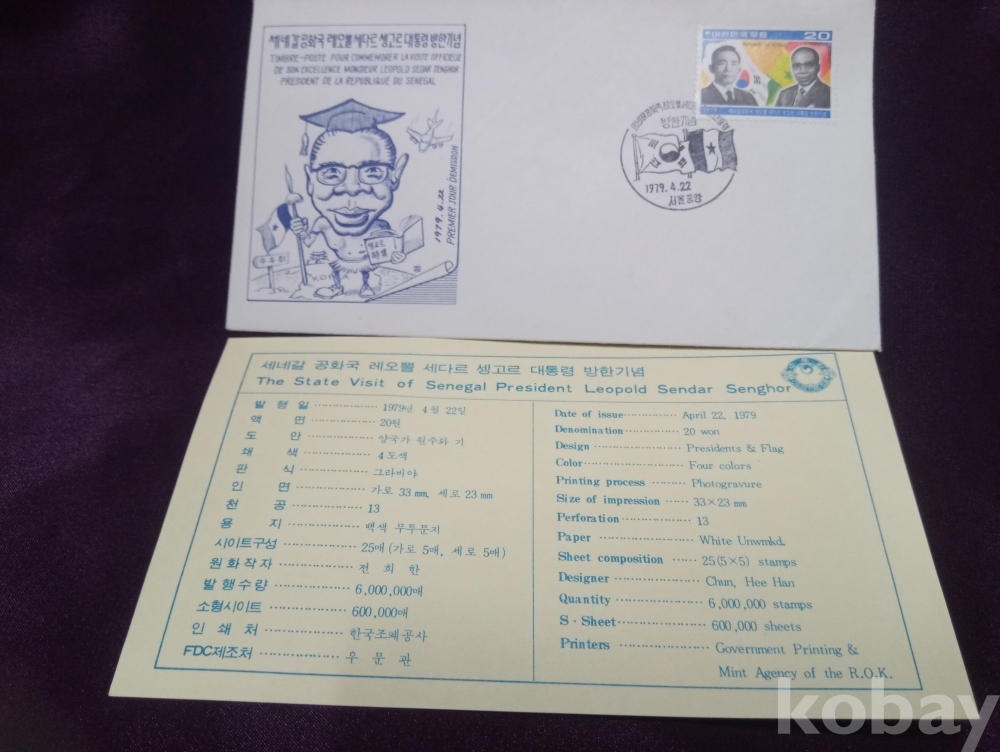 세네갈 공화국 레오뽈 세다르 셍고르 대통령 방한기념
TIMBRE-POSTE POUR COMMEMORER LA VISITE OFFICIELLE
DE SON EXCELLENCE MONSIEUR LEOPOLD SEDAR SENGHOR
PRESIDENT DE LA REPUBLIQUE DU SENEGAL
1979.4.22
PREMIER JOUR D'EMISSION
KOREA
대한민국우표 20
방한기념
1979.4.22
서울중앙
세네갈 공화국 레오뽈 세다르 셍고르 대통령 방한기념
The State Visit of Senegal President Leopold Sendar Senghor
발행일 ……… 1979년 4월 22일
액면 ……… 20원
도안 ……… 양국가 원수와 기
쇄색 ……… 4도색
판식 ……… 그라비아
인면 ……… 가로 33㎜, 세로 23㎜
천공 ……… 13
용지 ……… 백색 무투문지
시이트구성 ……… 25매 (가로 5매, 세로 5매)
원화작자 ……… 전희한
발행수량 ……… 6,000,000매
소형시이트 ……… 600,000매
인쇄처 ……… 한국조폐공사
FDC제조처 ……… 우문관
Date of issue ……… April 22, 1979
Denomination ……… 20 won
Design ……… Presidents & Flag
Color ……… Four colors
Printing process ……… Photogravure
Size of impression ……… 33×23 ㎜
Perforation ……… 13
Paper ……… White Unwmkd.
Sheet composition ……… 25(5×5) stamps
Designer ……… Chun, Hee Han
Quantity ……… 6,000,000 stamps
S·Sheet ……… 600,000 sheets
Printers ……… Government Printing &
Mint Agency of the R.O.K.
kobay